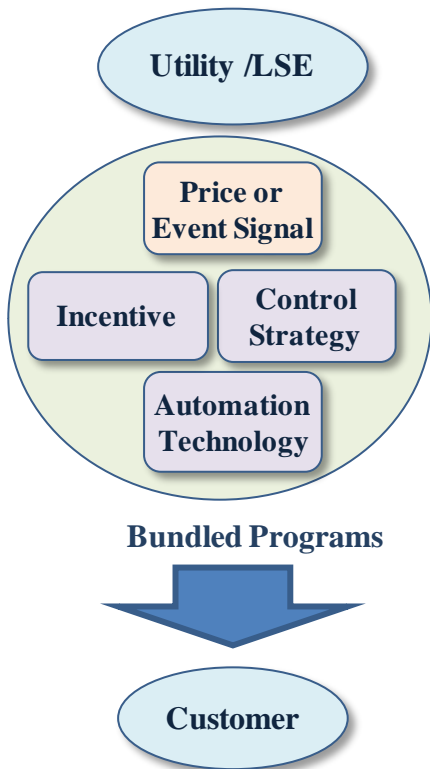 Utility /LSE
Price or
Event Signal
Incentive
Control
Strategy
Automation
Technology
Bundled Programs
Customer